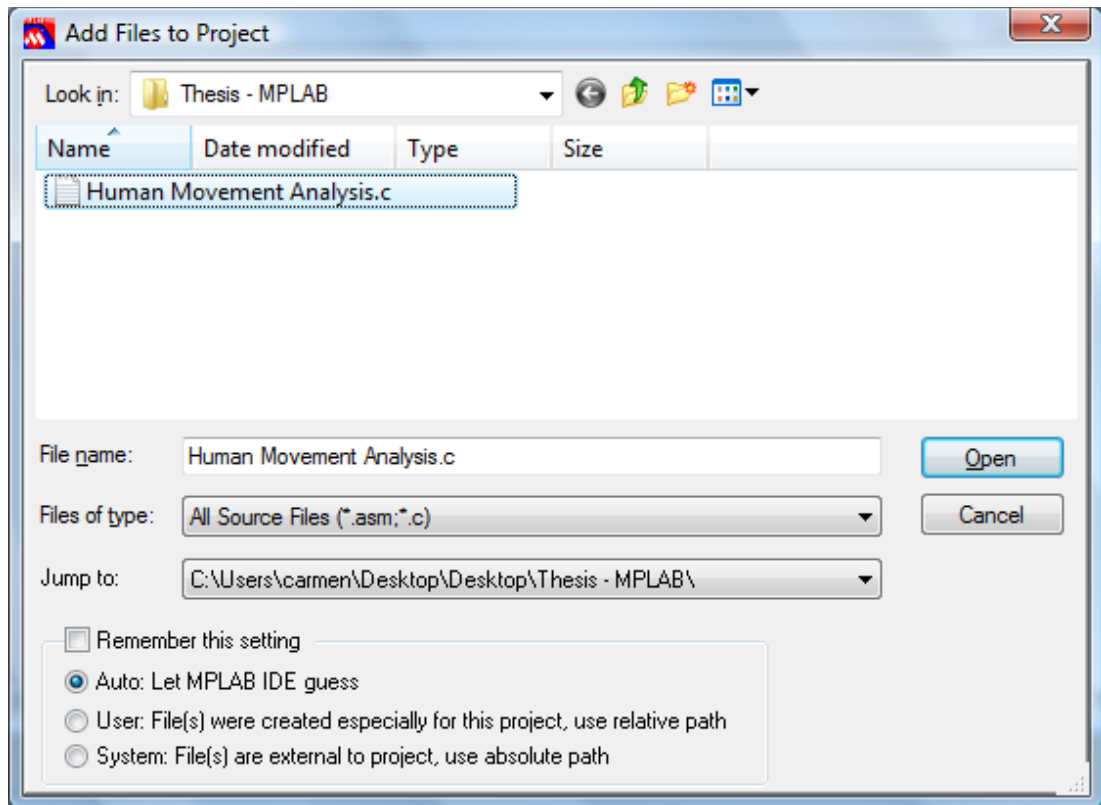 Add Files to Project
Look in: Thesis - MPLAB
Name Date modified Type Size
Human Movement Analysis.c
File name: Human Movement Analysis.c Open
Files of type: All Source Files (*.asm;*.c) Cancel
Jump to: C:\Users\carmen\Desktop\Desktop\Thesis - MPLAB\
Remember this setting
Auto: Let MPLAB IDE guess
User: File(s) were created especially for this project, use relative path
System: File(s) are external to project, use absolute path